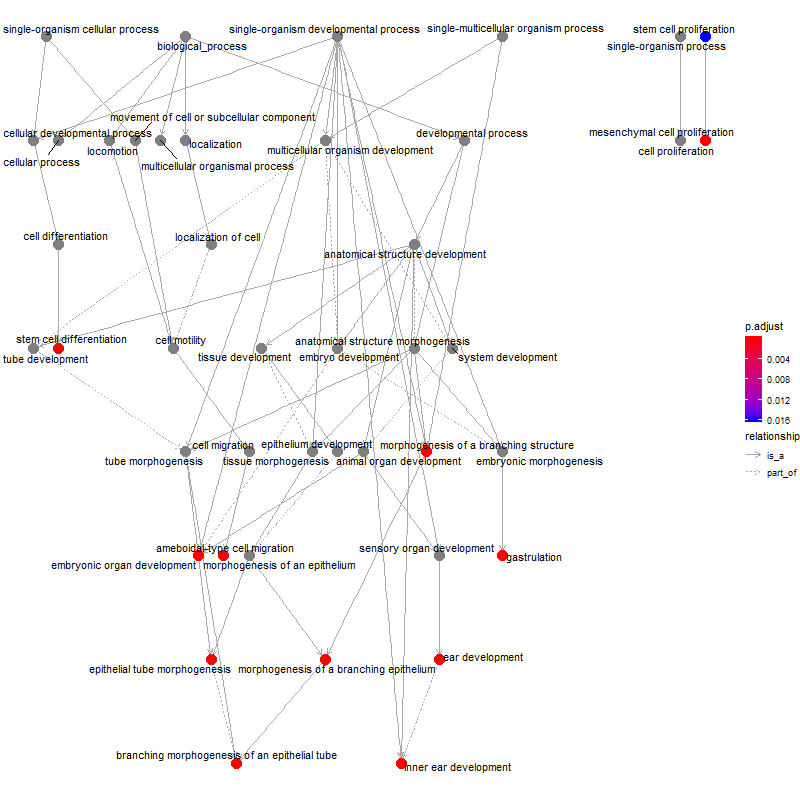 single-organism cellular process
biological_process
single-organism developmental process
single-multicellular organism process
stem cell proliferation
single-organism process
movement of cell or subcellular component
cellular developmental process
cellular process
locomotion
multicellular organismal process
localization
multicellular organism development
developmental process
mesenchymal cell proliferation
cell proliferation
cell differentiation
localization of cell
anatomical structure development
stem cell differentiation
tube development
cell motility
tissue development
anatomical structure morphogenesis
embryo development
system development
p.adjust
0.004
0.008
0.012
0.016
relationship
is_a
part_of
tube morphogenesis
cell migration
tissue morphogenesis
epithelium development
animal organ development
morphogenesis of a branching structure
embryonic morphogenesis
ameboidal-type cell migration
embryonic organ development
morphogenesis of an epithelium
sensory organ development
gastrulation
epithelial tube morphogenesis
morphogenesis of a branching epithelium
ear development
branching morphogenesis of an epithelial tube
inner ear development